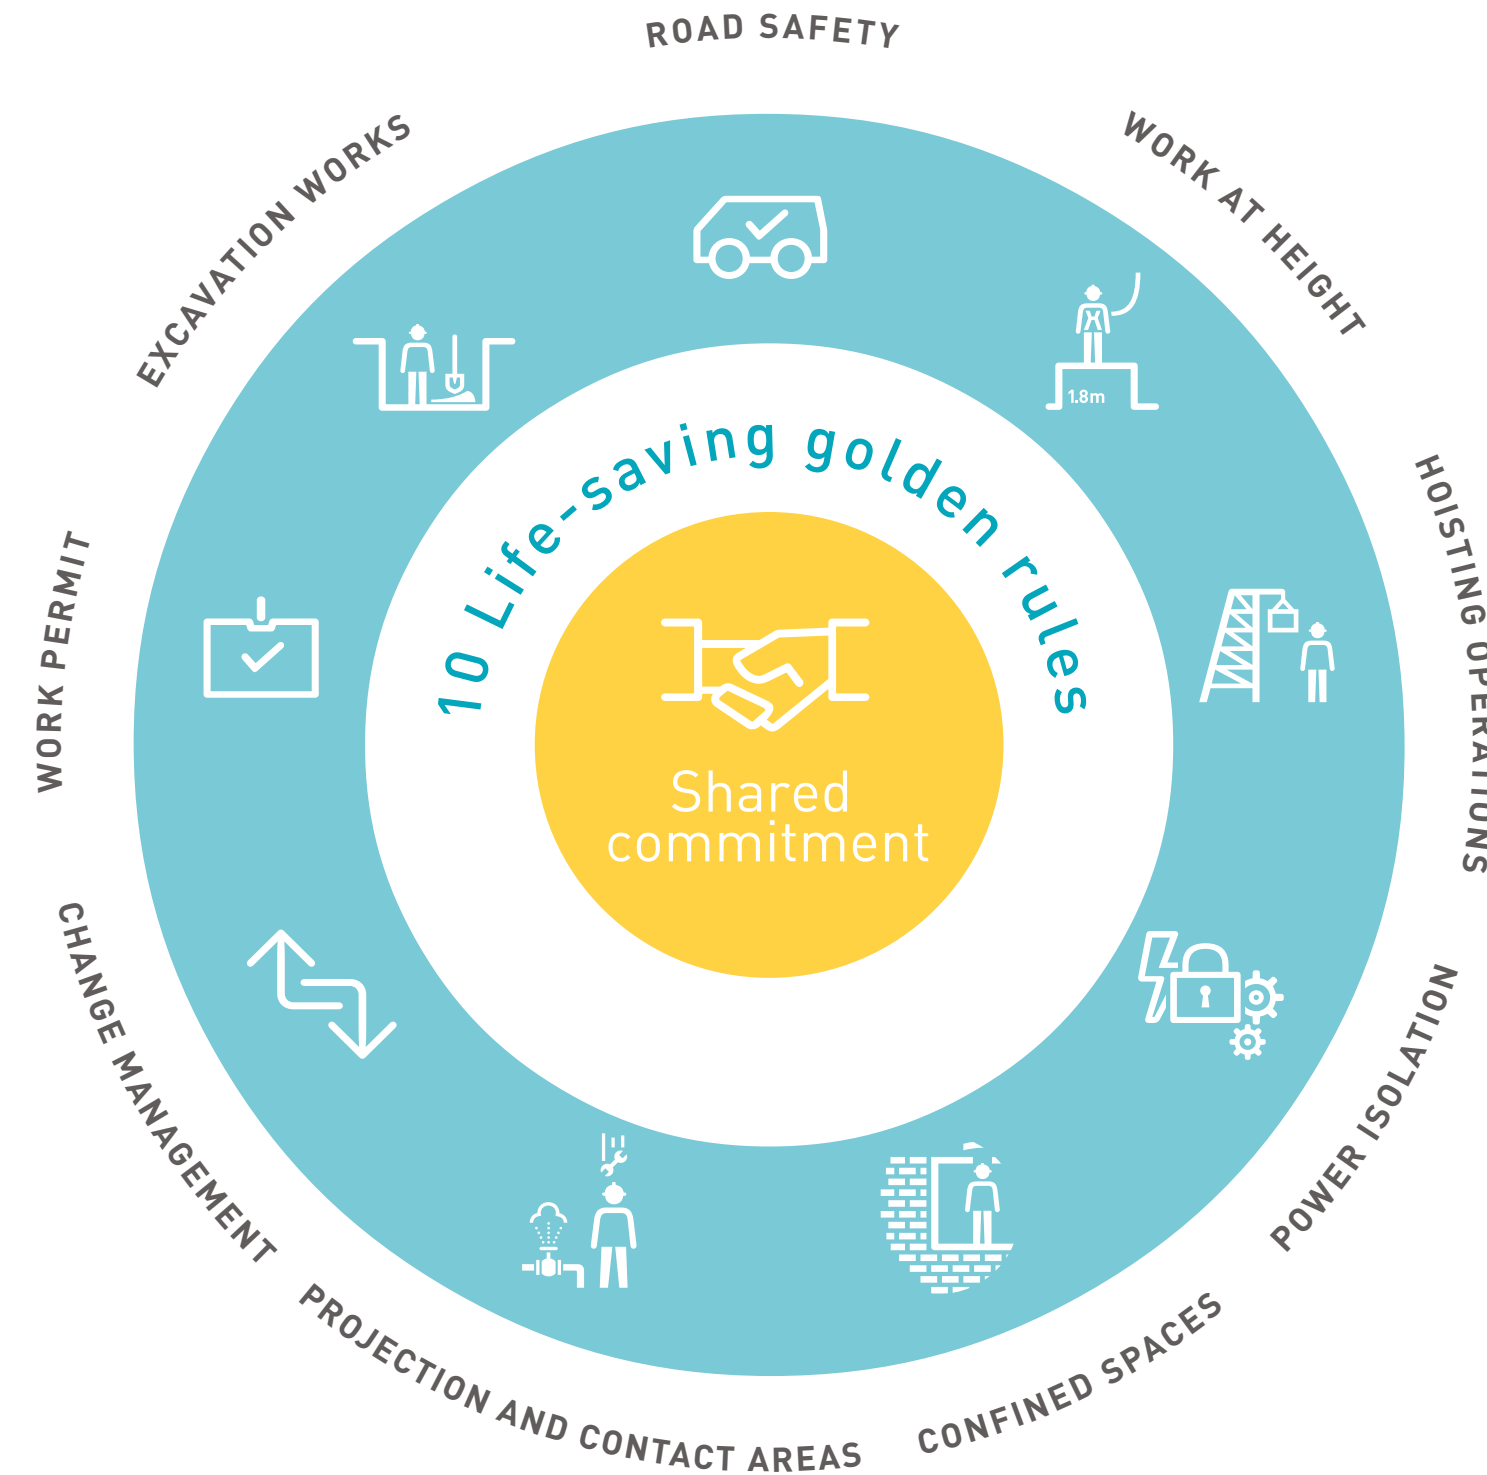 ROAD SAFETY
WORK AT HEIGHT
1.8m
HOISTING OPERATIONS
POWER ISOLATION
CONFINED SPACES
PROJECTION AND CONTACT AREAS
CHANGE MANAGEMENT
WORK PERMIT
EXCAVATION WORKS
10 Life-saving golden rules
Shared
commitment